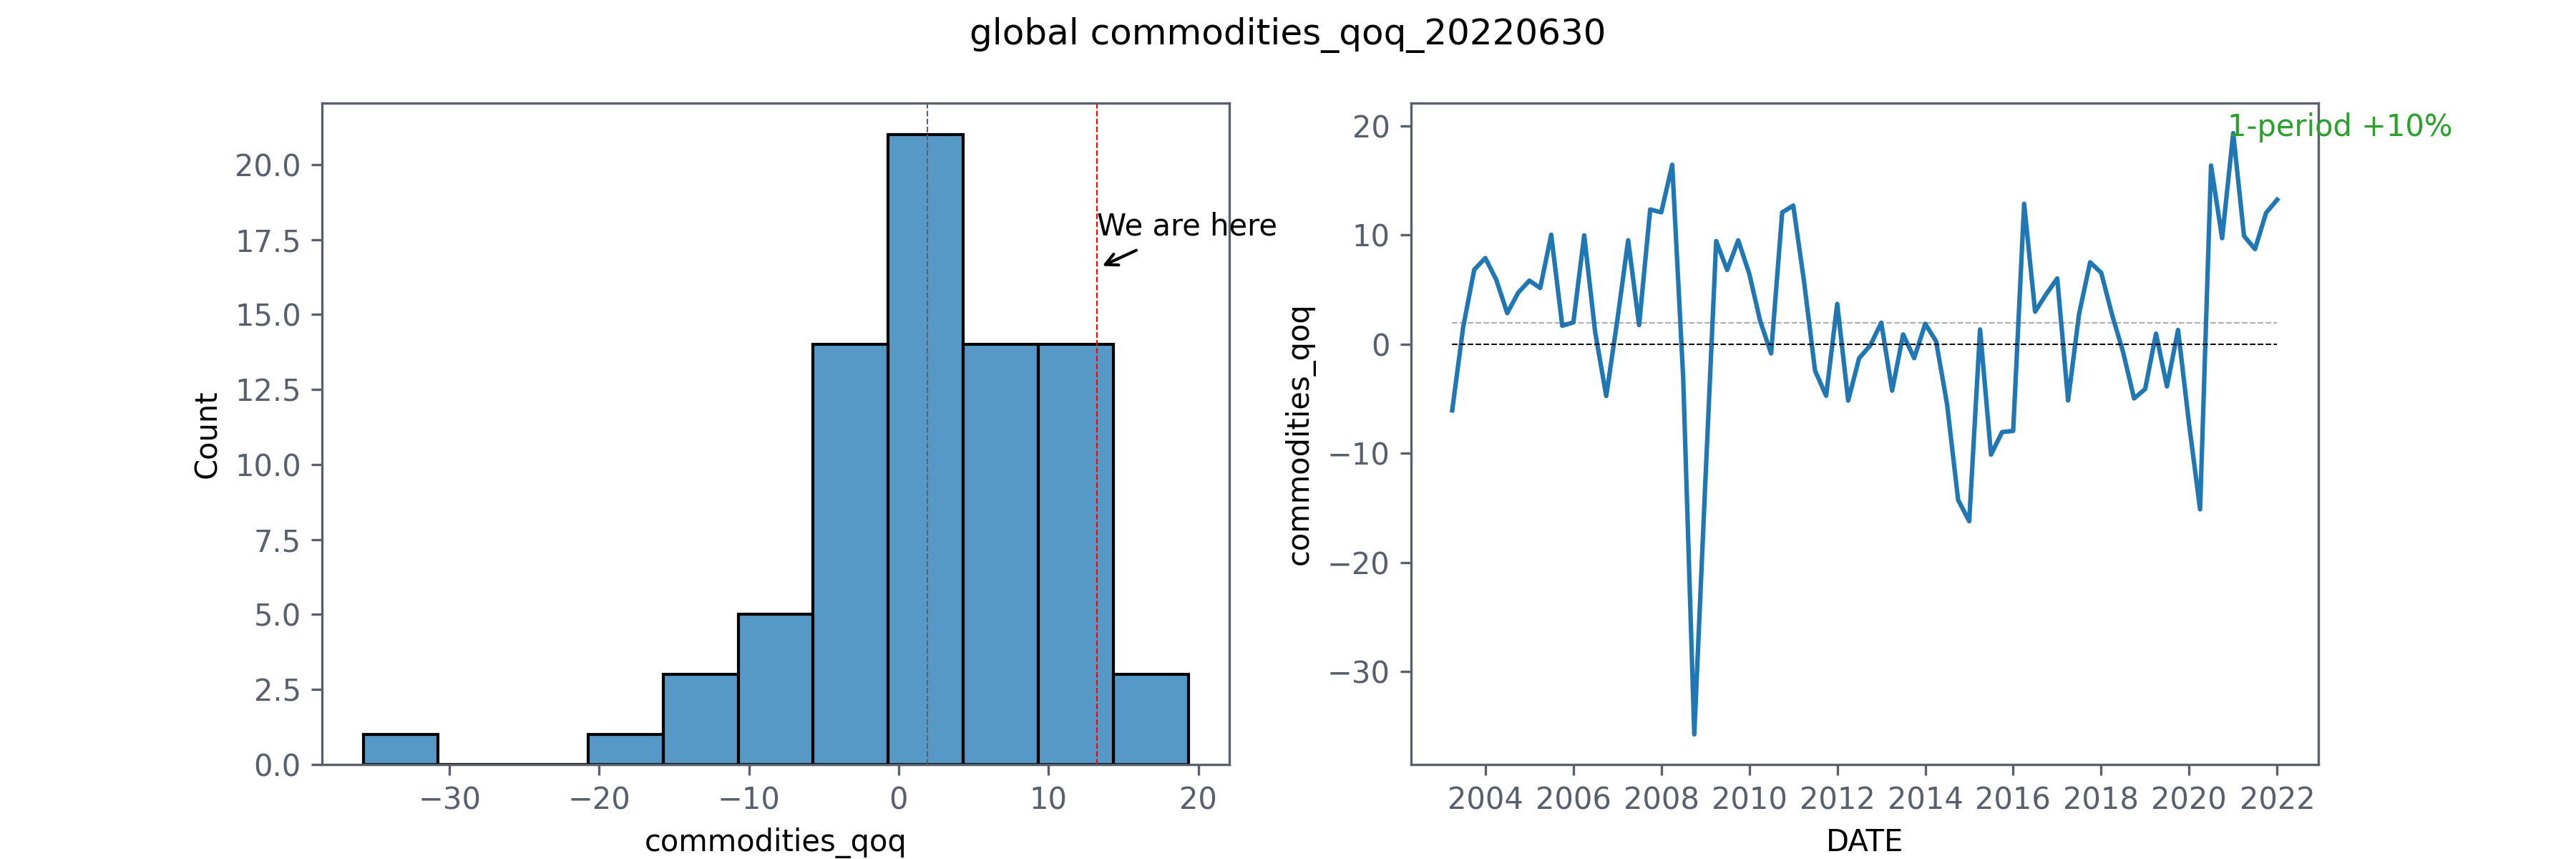 global commodities_qoq_20220630
20.0
17.5
15.0
12.5
10.0
7.5
5.0
2.5
0.0
Count
We are here
−30
−20
−10
0
10
20
commodities_qoq
20
10
0
−10
−20
−30
commodities_qoq
1-period +10%
2004 2006 2008 2010 2012 2014 2016 2018 2020 2022
DATE